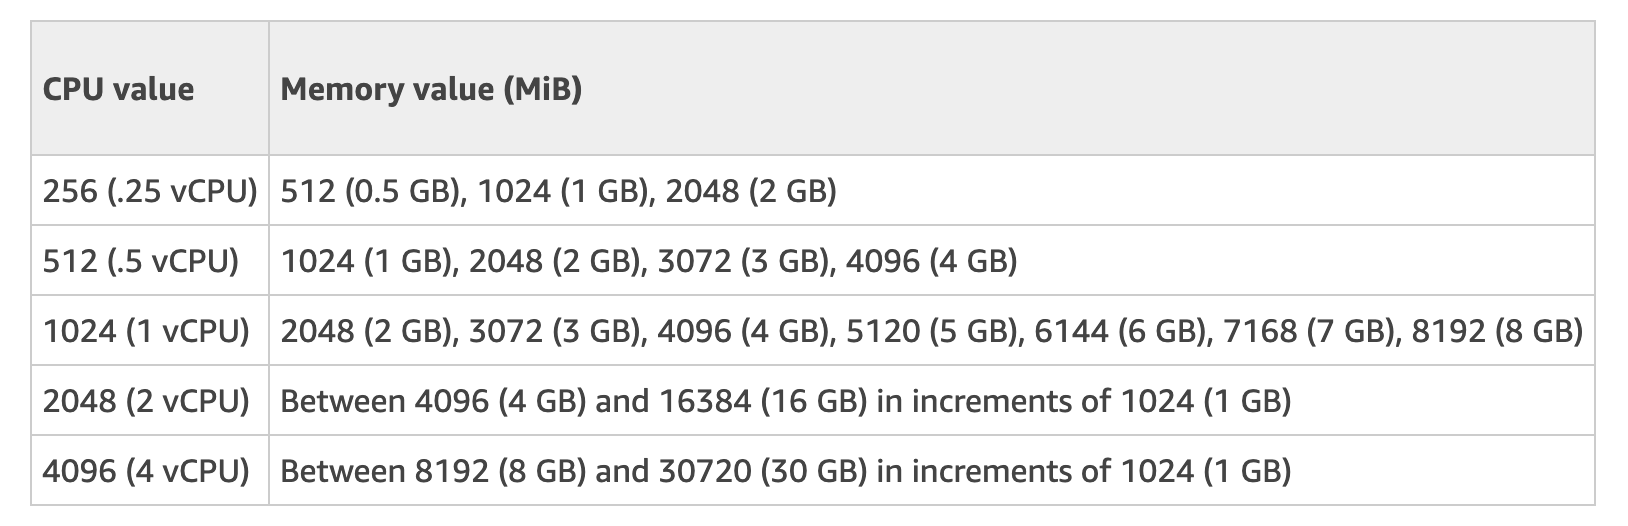 CPU value Memory value (MiB)
256 (.25 vCPU) 512 (0.5 GB), 1024 (1 GB), 2048 (2 GB)
512 (.5 vCPU) 1024 (1 GB), 2048 (2 GB), 3072 (3 GB), 4096 (4 GB)
1024 (1 vCPU) 2048 (2 GB), 3072 (3 GB), 4096 (4 GB), 5120 (5 GB), 6144 (6 GB), 7168 (7 GB), 8192 (8 GB)
2048 (2 vCPU) Between 4096 (4 GB) and 16384 (16 GB) in increments of 1024 (1 GB)
4096 (4 vCPU) Between 8192 (8 GB) and 30720 (30 GB) in increments of 1024 (1 GB)